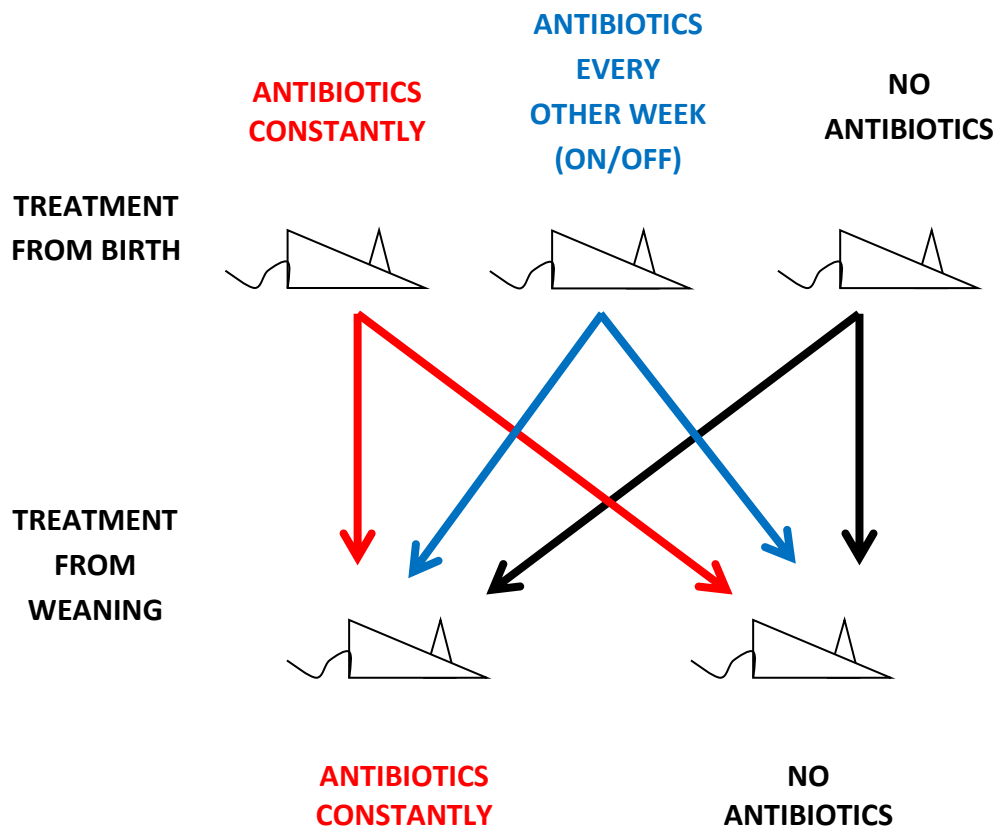 ANTIBIOTICS
CONSTANTLY
ANTIBIOTICS
EVERY
OTHER WEEK
(ON/OFF)
NO
ANTIBIOTICS
TREATMENT
FROM BIRTH
TREATMENT
FROM
WEANING
ANTIBIOTICS
CONSTANTLY
NO
ANTIBIOTICS